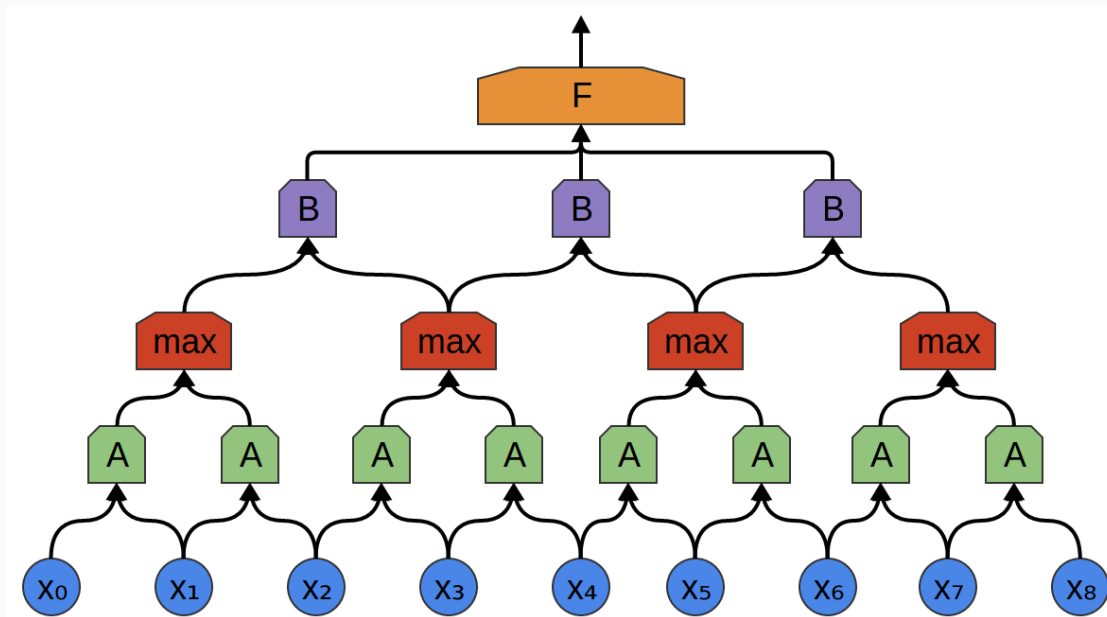 F
B B B
max max max max
A A A A A A A A
x₀ x₁ x₂ x₃ x₄ x₅ x₆ x₇ x₈